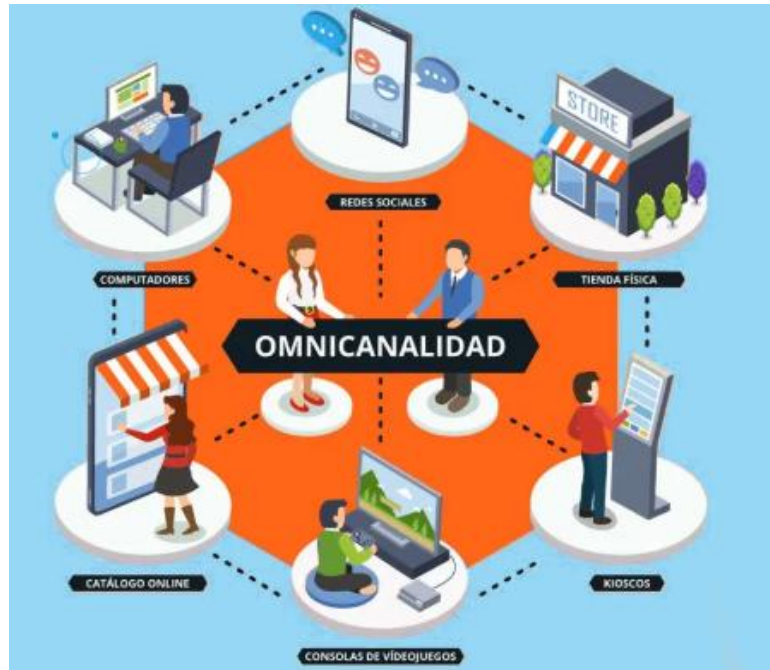 REDES SOCIALES
STORE
COMPUTADORES
TIENDA FÍSICA
OMNICANALIDAD
CATÁLOGO ONLINE
KIOSCOS
CONSOLAS DE VÍDEOJUEGOS